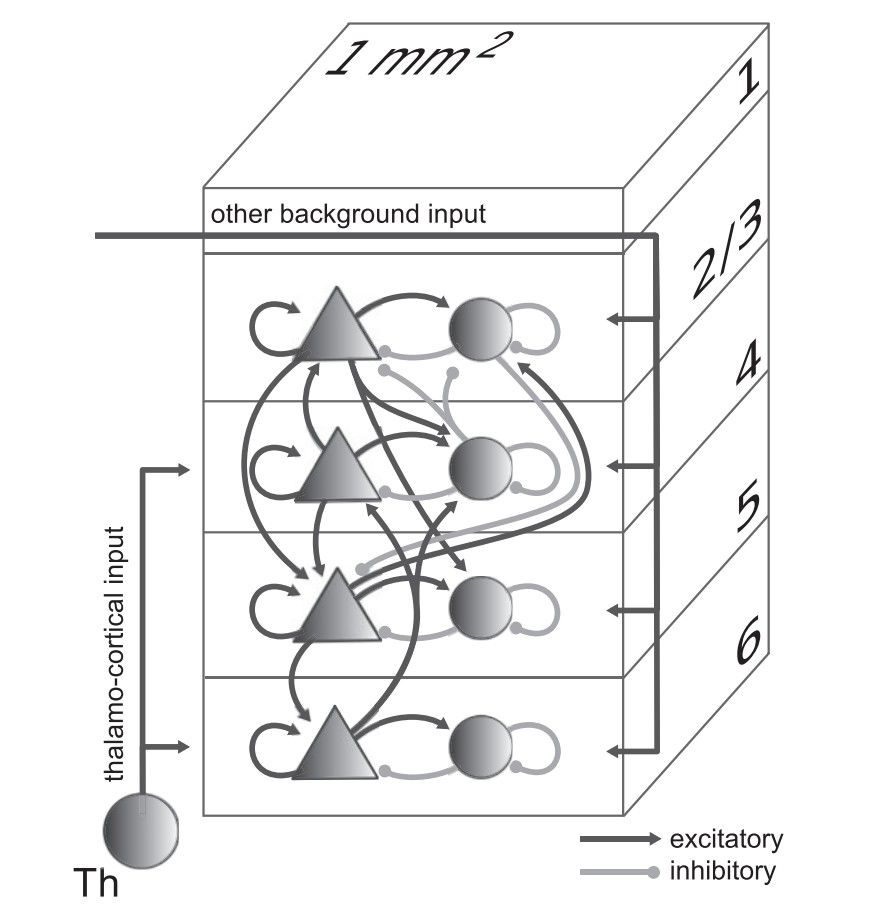 1 mm²
1
other background input
2/3
4
5
thalamo-cortical input
6
Th
excitatory
inhibitory